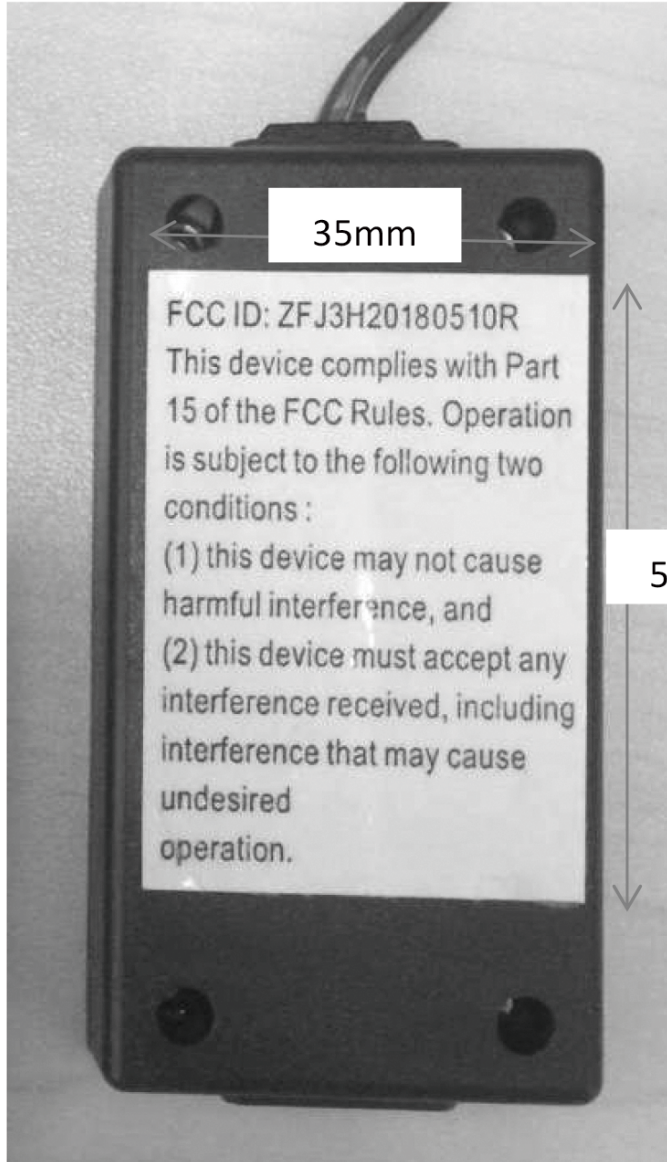 35mm
FCC ID: ZFJ3H20180510R
This device complies with Part
15 of the FCC Rules. Operation
is subject to the following two
conditions :
(1) this device may not cause
harmful interference, and
5
(2) this device must accept any
interference received, including
interference that may cause
undesired
operation.